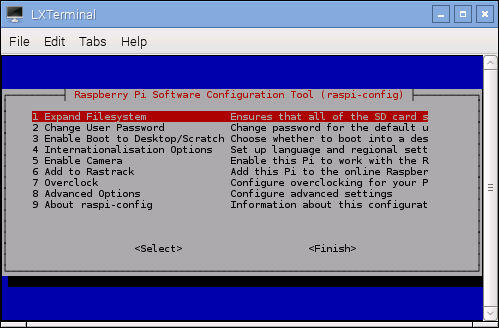 LXTerminal
File Edit Tabs Help
Raspberry Pi Software Configuration Tool (raspi-config)
1 Expand Filesystem Ensures that all of the SD card s
2 Change User Password Change password for the default u
3 Enable Boot to Desktop/Scratch Choose whether to boot into a des
4 Internationalisation Options Set up language and regional sett
5 Enable Camera Enable this Pi to work with the R
6 Add to Rastrack Add this Pi to the online Raspber
7 Overclock Configure overclocking for your P
8 Advanced Options Configure advanced settings
9 About raspi-config Information about this configurat
<Select> <Finish>